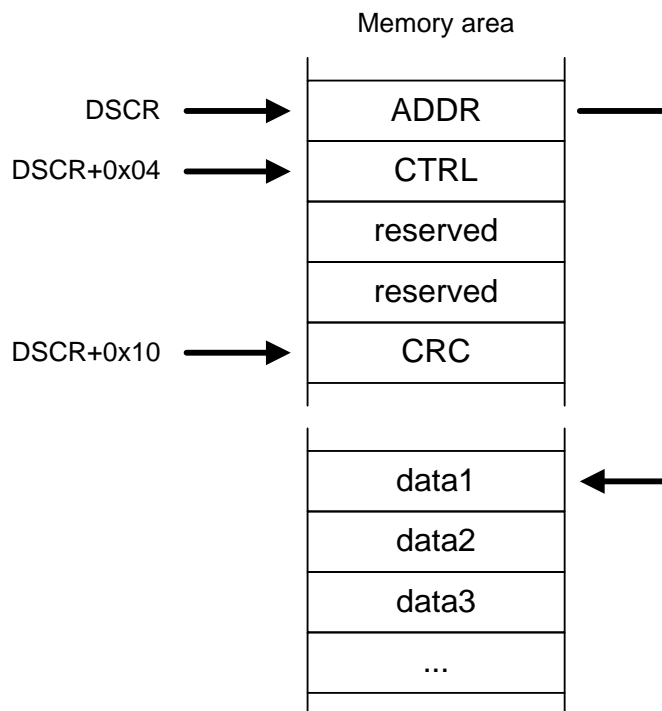 Memory area
DSCR
ADDR
DSCR+0x04
CTRL
reserved
reserved
DSCR+0x10
CRC
data1
data2
data3
...